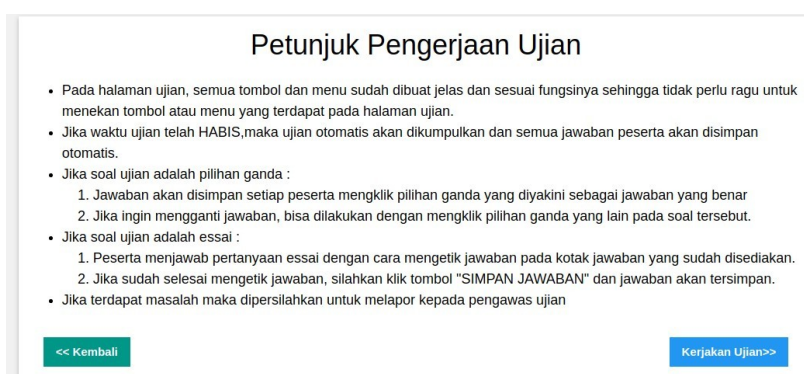 Petunjuk Pengerjaan Ujian
• Pada halaman ujian, semua tombol dan menu sudah dibuat jelas dan sesuai fungsinya sehingga tidak perlu ragu untuk
menekan tombol atau menu yang terdapat pada halaman ujian.
• Jika waktu ujian telah HABIS,maka ujian otomatis akan dikumpulkan dan semua jawaban peserta akan disimpan
otomatis.
• Jika soal ujian adalah pilihan ganda :
1. Jawaban akan disimpan setiap peserta mengklik pilihan ganda yang diyakini sebagai jawaban yang benar
2. Jika ingin mengganti jawaban, bisa dilakukan dengan mengklik pilihan ganda yang lain pada soal tersebut.
• Jika soal ujian adalah essai :
1. Peserta menjawab pertanyaan essai dengan cara mengetik jawaban pada kotak jawaban yang sudah disediakan.
2. Jika sudah selesai mengetik jawaban, silahkan klik tombol "SIMPAN JAWABAN" dan jawaban akan tersimpan.
• Jika terdapat masalah maka dipersilahkan untuk melapor kepada pengawas ujian
<< Kembali
Kerjakan Ujian>>